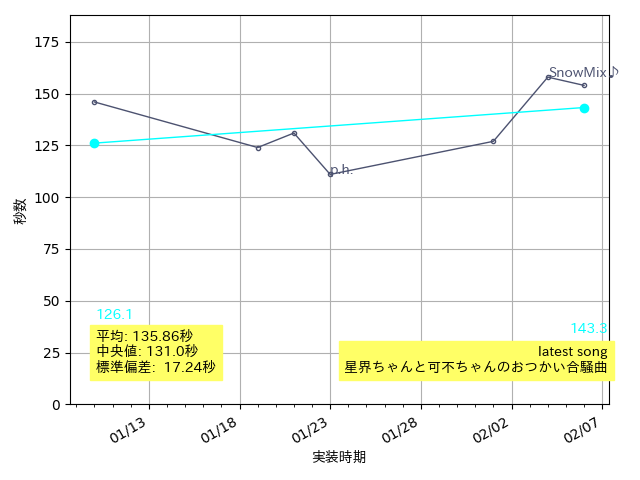 175
150
125
100
75
50
25
0
秒数
SnowMix♪
p.h.
126.1
143.3
平均: 135.86秒
中央値: 131.0秒
標準偏差: 17.24秒
latest song
星界ちゃんと可不ちゃんのおつかい合騒曲
01/13
01/18
01/23
01/28
02/02
02/07
実装時期